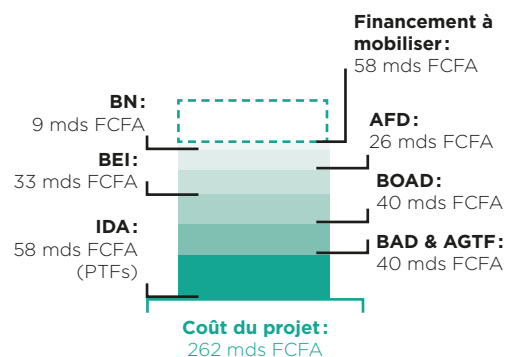 Financement à
mobiliser:
58 mds FCFA
BN:
9 mds FCFA
AFD:
26 mds FCFA
BEI:
33 mds FCFA
BOAD:
40 mds FCFA
IDA:
58 mds FCFA
(PTFs)
BAD & AGTF:
40 mds FCFA
Coût du projet:
262 mds FCFA